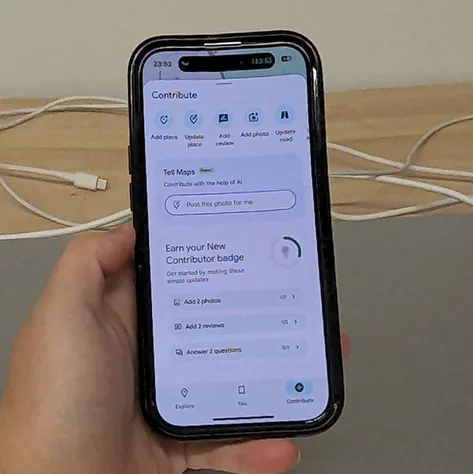 23:53
Contribute
Add place
Update place
Add review
Add photo
Update road
Tell Maps New!
Contribute with the help of AI
Post this photo for me
Earn your New
Contributor badge
Get started by making these
simple updates
Add 2 photos
Add 2 reviews
Answer 2 questions
Explore
You
Contribute